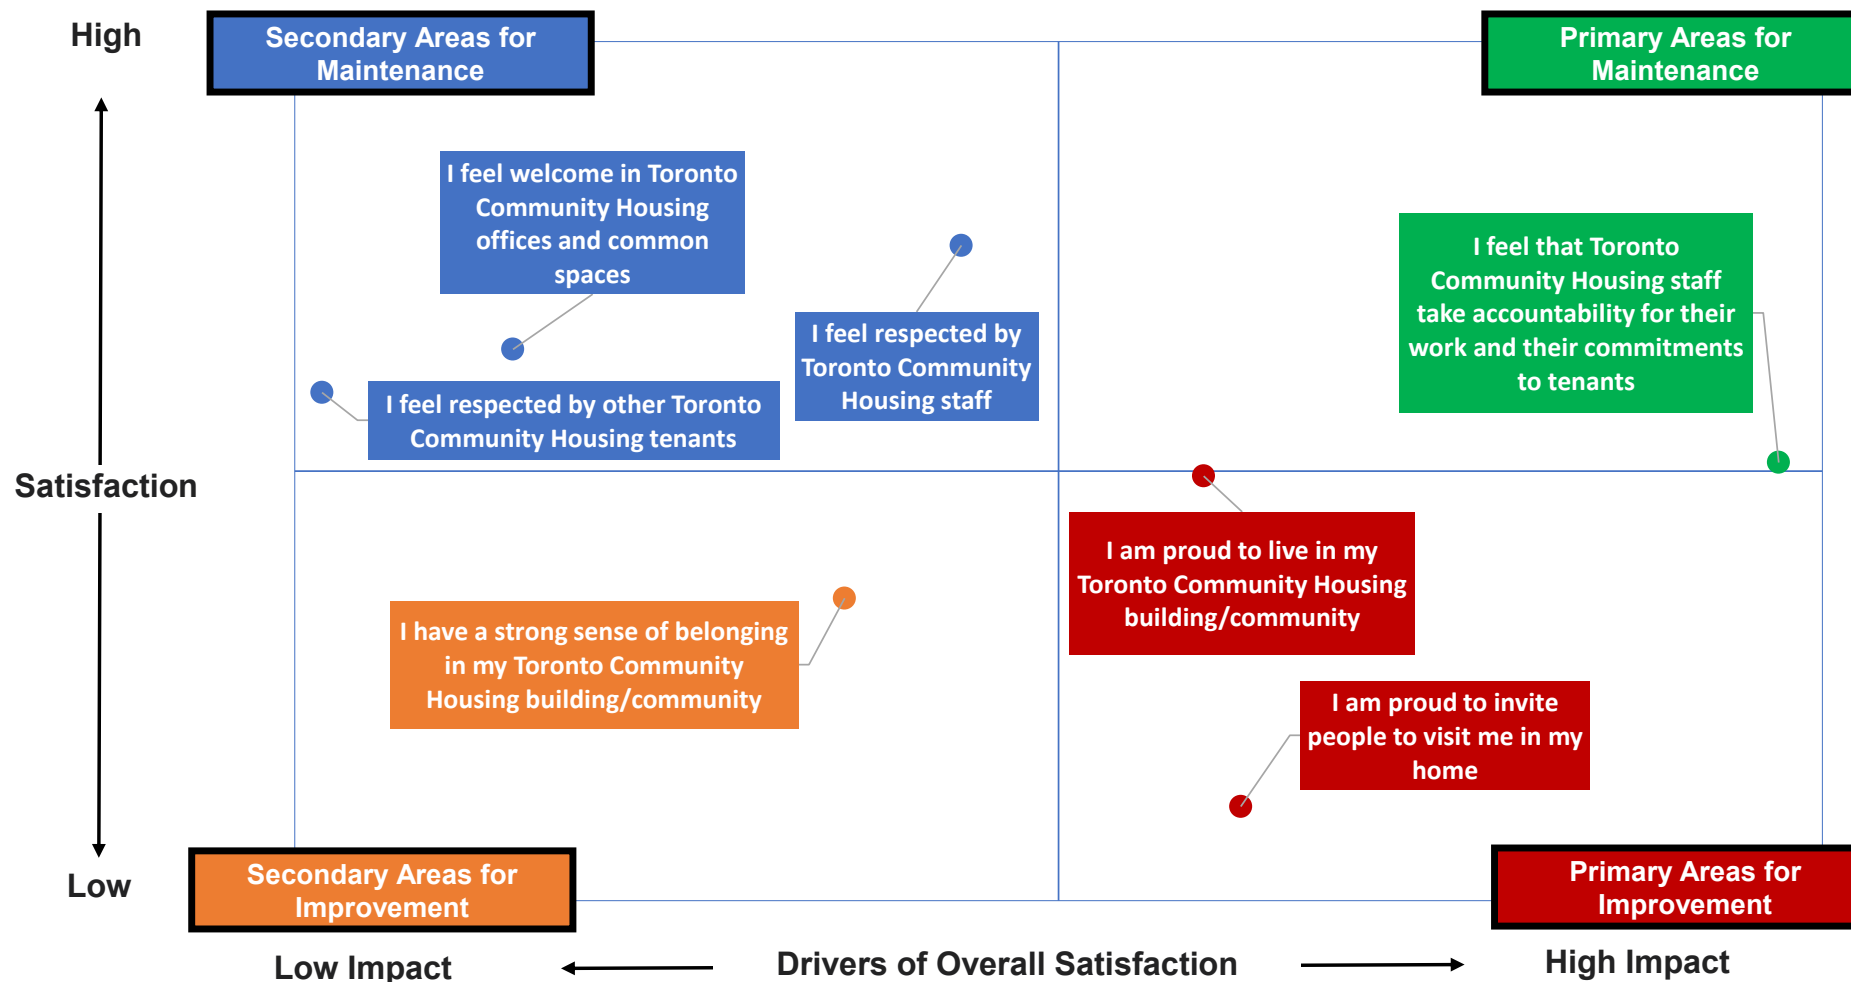 High
Secondary Areas for
Maintenance
Primary Areas for
Maintenance
I feel welcome in Toronto
Community Housing
offices and common
spaces
I feel respected by
Toronto Community
Housing staff
I feel that Toronto
Community Housing staff
take accountability for their
work and their commitments
to tenants
I feel respected by other Toronto
Community Housing tenants
Satisfaction
I am proud to live in my
Toronto Community Housing
building/community
I have a strong sense of belonging
in my Toronto Community
Housing building/community
I am proud to invite
people to visit me in my
home
Low
Secondary Areas for
Improvement
Primary Areas for
Improvement
Low Impact
Drivers of Overall Satisfaction
High Impact